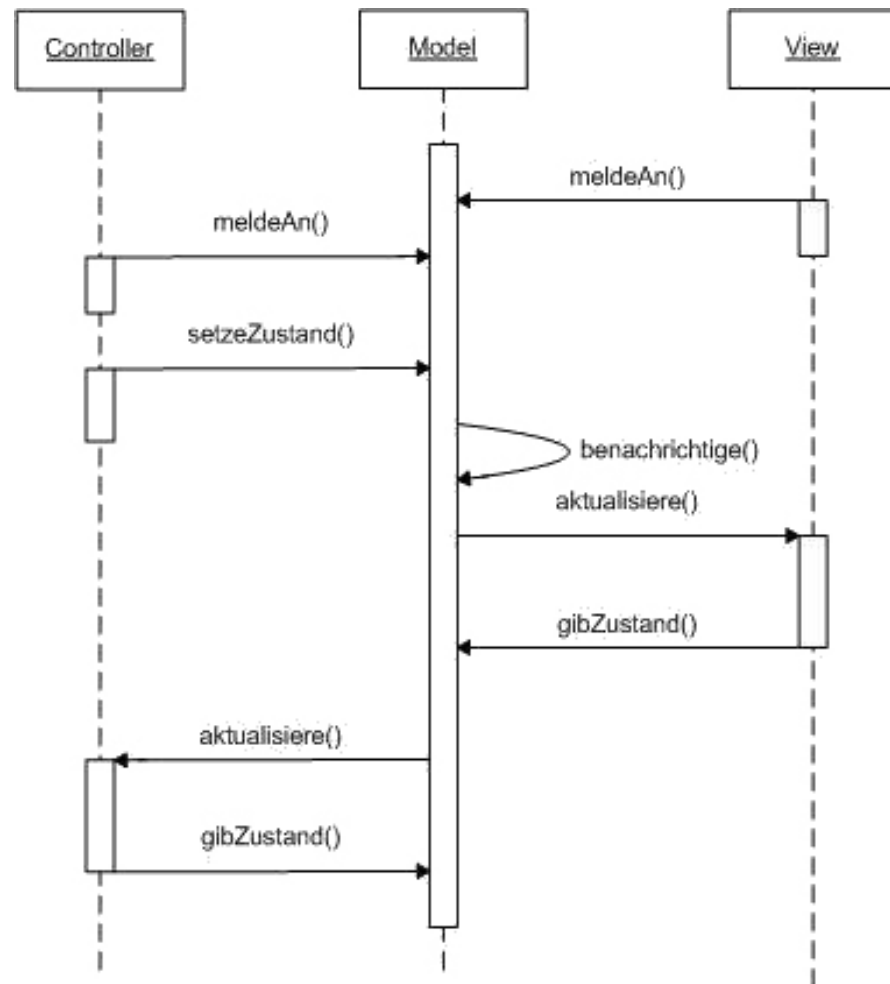 Controller
Model
View
meldeAn()
meldeAn()
setzeZustand()
benachrichtige()
aktualisiere()
gibZustand()
aktualisiere()
gibZustand()